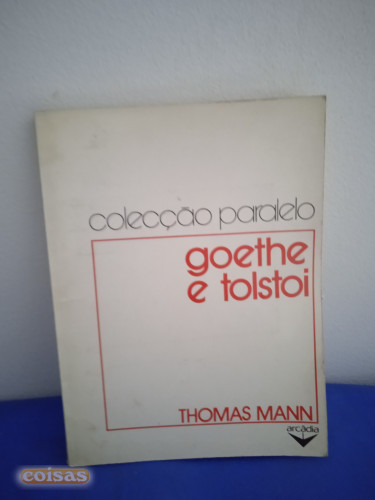 colecção paralelo
goethe
e tolstoi
THOMAS MANN
arcádia
coisas